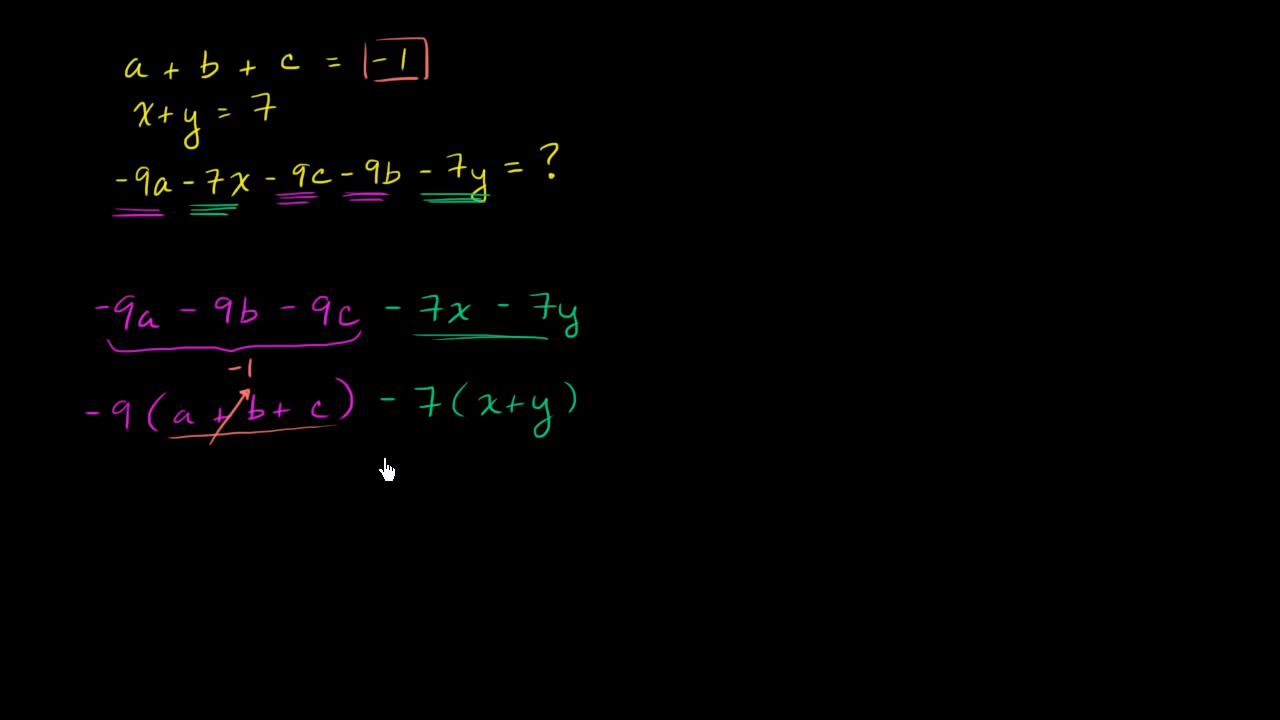 a + b + c = -1
x+y = 7
-9a - 7x - 9c - 9b - 7y = ?
-9a - 9b - 9c - 7x - 7y
-1
-9(a + b + c) - 7(x+y)